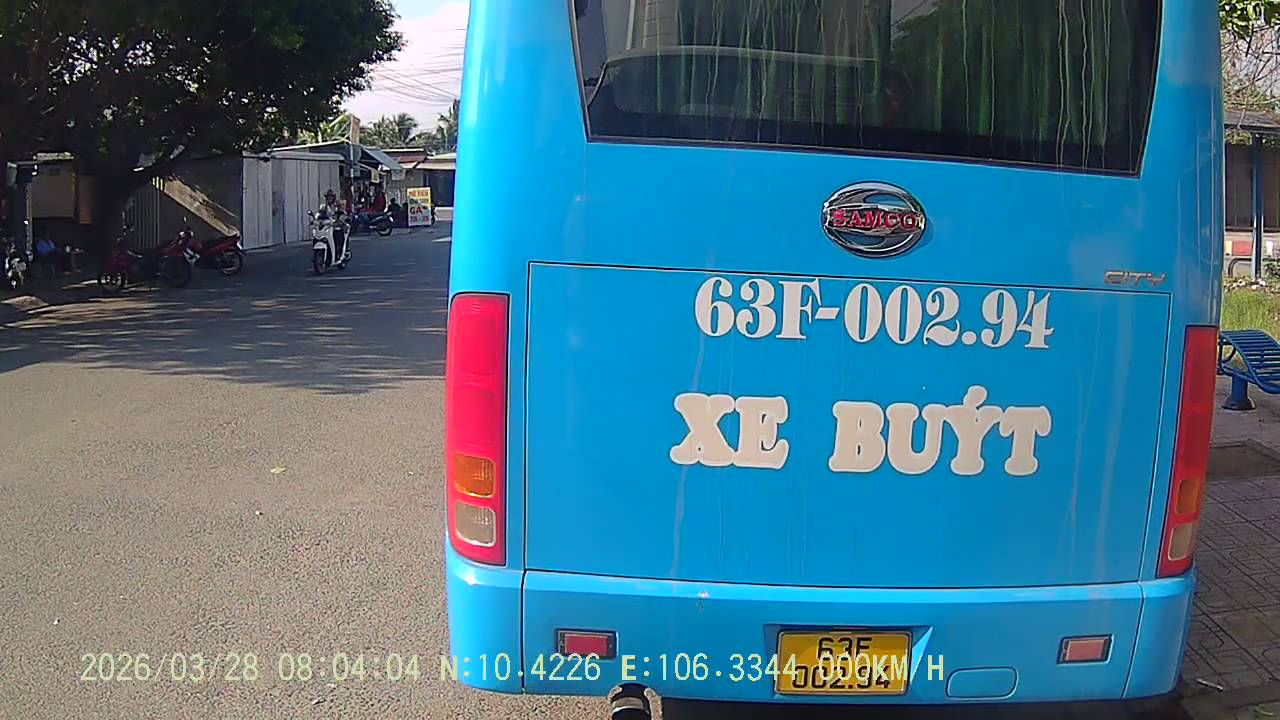 SAMCO
CITY
63F-002.94
XE BUÝT
GÀ
63F
002.94
2026/03/28 08:04:04 N:10.4226 E:106.3344 000KM/H